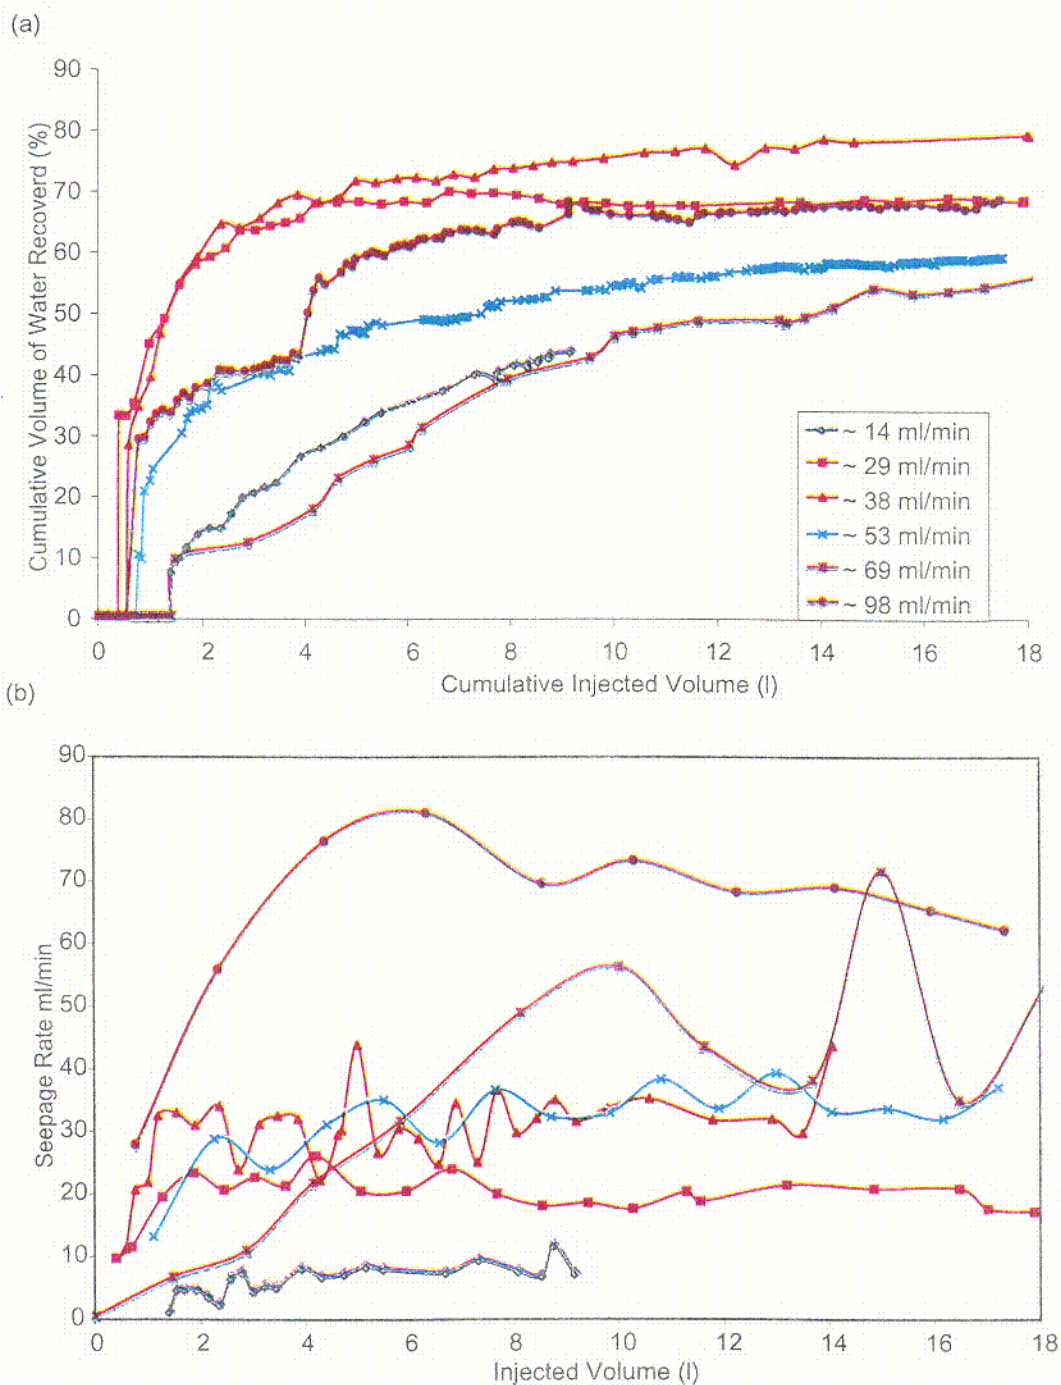 (a)
90
80
70
60
50
40
30
20
10
0
Cumulative Volume of Water Recoverd (%)
~ 14 ml/min
~ 29 ml/min
~ 38 ml/min
~ 53 ml/min
~ 69 ml/min
~ 98 ml/min
0 2 4 6 8 10 12 14 16 18
Cumulative Injected Volume (l)
(b)
90
80
70
60
50
40
30
20
10
0
Seepage Rate ml/min
0 2 4 6 8 10 12 14 16 18
Injected Volume (l)